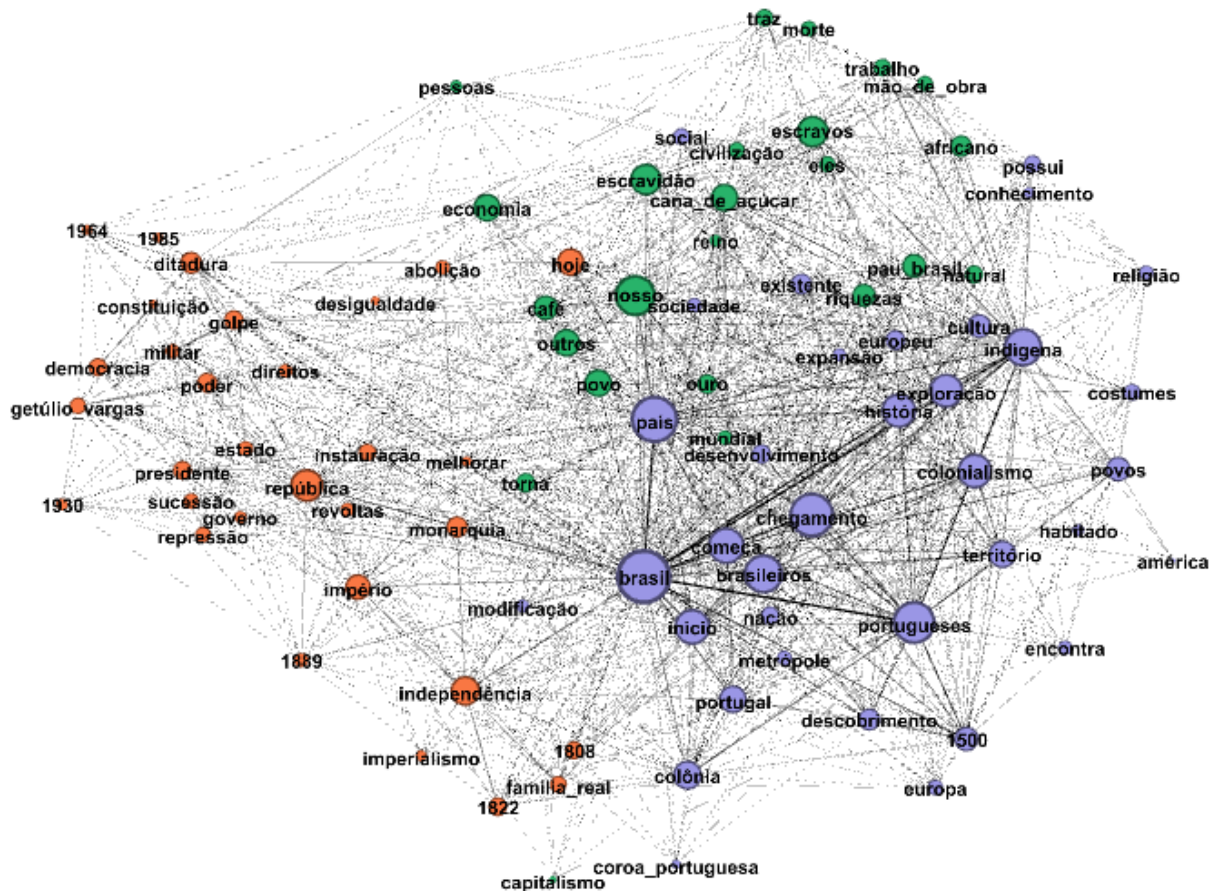 traz
morte
trabalho
mão_de_obra
pessoas
escravos
social
civilização
africano
eles
possui
escravidão
conhecimento
cana_de_açucar
economia
1964
1985
reino
ditadura
abolição
hoje
pau_brasil
natural
religião
existente
nosso
riquezas
constituição
desigualdade
café
sociedade
golpe
cultura
outros
europeu
indigena
militar
expansão
democracia
direitos
poder
povo
ouro
exploração
costumes
getúlio_vargas
história
pais
mundial
estado
instauração
melhorar
desenvolvimento
presidente
colonialismo
povos
república
torna
1930
sucessão
revoltas
governo
chegamento
monarquia
habitado
repressão
começa
território
américa
brasil
brasileiros
império
modificação
nação
inicio
portugueses
encontra
1889
metrópole
independência
portugal
descobrimento
1500
1808
imperialismo
colônia
familia_real
europa
1822
coroa_portuguesa
capitalismo